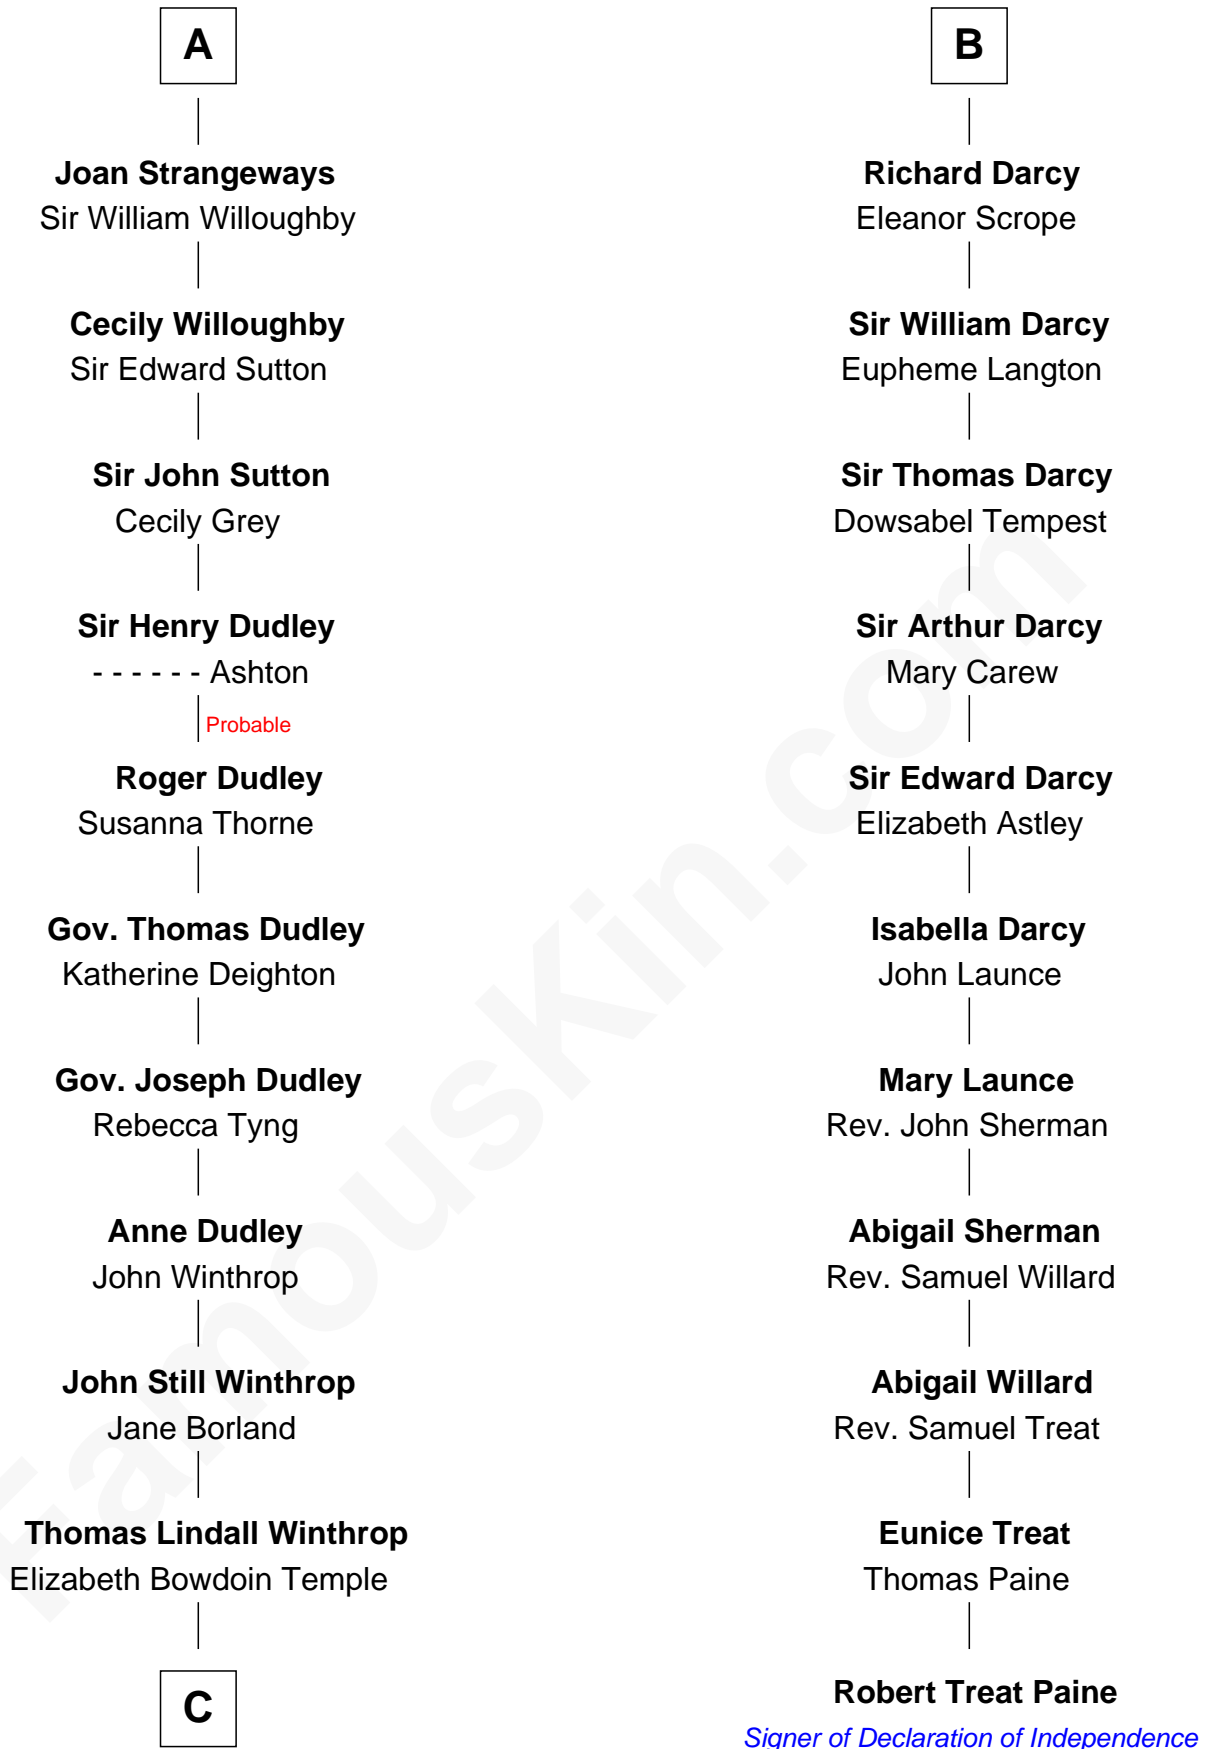 A
Joan Strangeways
Sir William Willoughby
Cecily Willoughby
Sir Edward Sutton
Sir John Sutton
Cecily Grey
Sir Henry Dudley
- - - - - - Ashton
Probable
Roger Dudley
Susanna Thorne
Gov. Thomas Dudley
Katherine Deighton
Gov. Joseph Dudley
Rebecca Tyng
Anne Dudley
John Winthrop
John Still Winthrop
Jane Borland
Thomas Lindall Winthrop
Elizabeth Bowdoin Temple
C
B
Richard Darcy
Eleanor Scrope
Sir William Darcy
Eupheme Langton
Sir Thomas Darcy
Dowsabel Tempest
Sir Arthur Darcy
Mary Carew
Sir Edward Darcy
Elizabeth Astley
Isabella Darcy
John Launce
Mary Launce
Rev. John Sherman
Abigail Sherman
Rev. Samuel Willard
Abigail Willard
Rev. Samuel Treat
Eunice Treat
Thomas Paine
Robert Treat Paine
Signer of Declaration of Independence
FamousKin.com